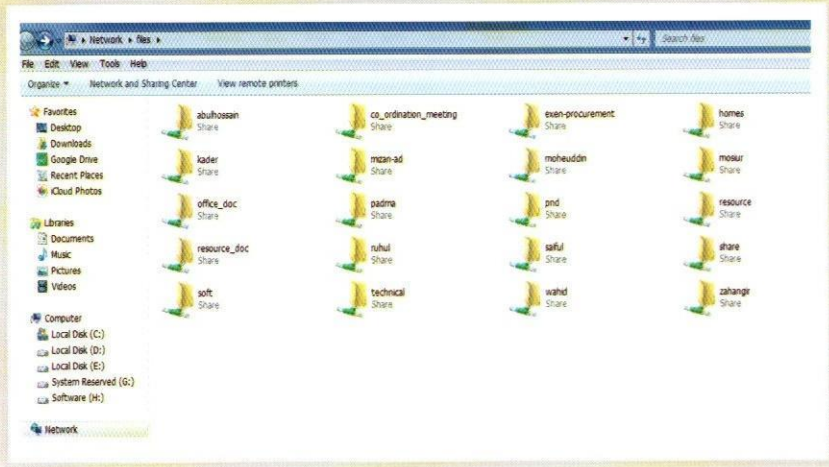 Network files
Search files
File Edit View Tools Help
Organize Network and Sharing Center View remote printers
Favorites
Desktop
Downloads
Google Drive
Recent Places
iCloud Photos
Libraries
Documents
Music
Pictures
Videos
Computer
Local Disk (C:)
Local Disk (D:)
Local Disk (E:)
System Reserved (G:)
Software (H:)
Network
abulhossain
Share
co_ordination_meeting
Share
exen-procurement
Share
homes
Share
kader
Share
mizan-ad
Share
moheuddin
Share
mosiur
Share
office_doc
Share
padma
Share
pnd
Share
resource
Share
resource_doc
Share
ruhul
Share
saiful
Share
share
Share
soft
Share
technical
Share
wahid
Share
zahangir
Share